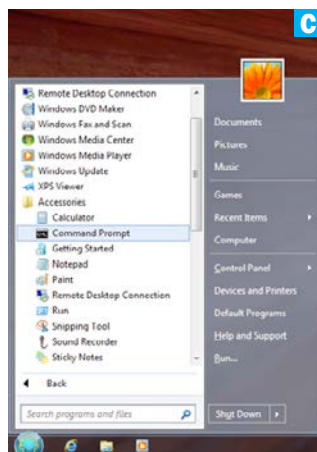 C
Remote Desktop Connection
Windows DVD Maker
Windows Fax and Scan
Windows Media Center
Windows Media Player
Windows Update
XPS Viewer
Accessories
Calculator
Command Prompt
Getting Started
Notepad
Paint
Remote Desktop Connection
Run
Snipping Tool
Sound Recorder
Sticky Notes
Back
Search programs and files
Documents
Pictures
Music
Games
Recent Items
Computer
Control Panel
Devices and Printers
Default Programs
Help and Support
Run...
Shut Down